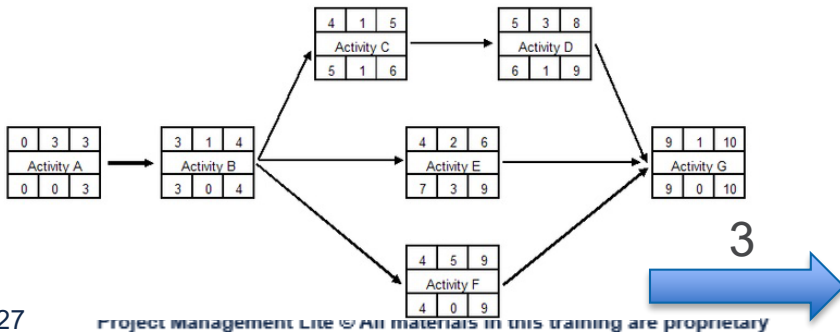 4 1 5
Activity C
5 1 6
5 3 8
Activity D
6 1 9
0 3 3
Activity A
0 0 3
3 1 4
Activity B
3 0 4
4 2 6
Activity E
7 3 9
9 1 10
Activity G
9 0 10
4 5 9
Activity F
4 0 9
3
27
Project Management Lite © All materials in this training are proprietary